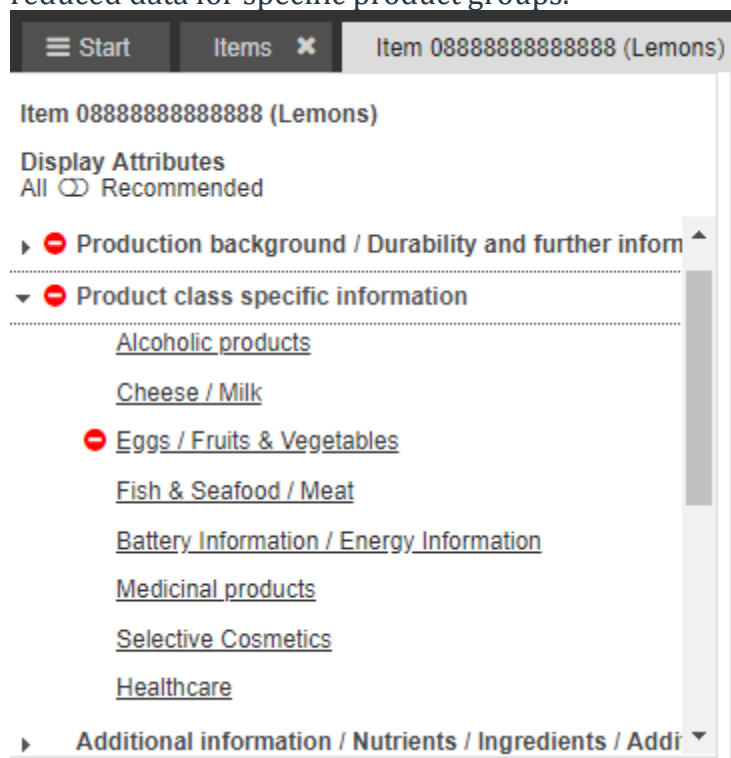 reduced data for specific product groups.
Start Items Item 08888888888888 (Lemons)
Item 08888888888888 (Lemons)
Display Attributes
All Recommended
Production background / Durability and further inform
Product class specific information
Alcoholic products
Cheese / Milk
Eggs / Fruits & Vegetables
Fish & Seafood / Meat
Battery Information / Energy Information
Medicinal products
Selective Cosmetics
Healthcare
Additional information / Nutrients / Ingredients / Addi